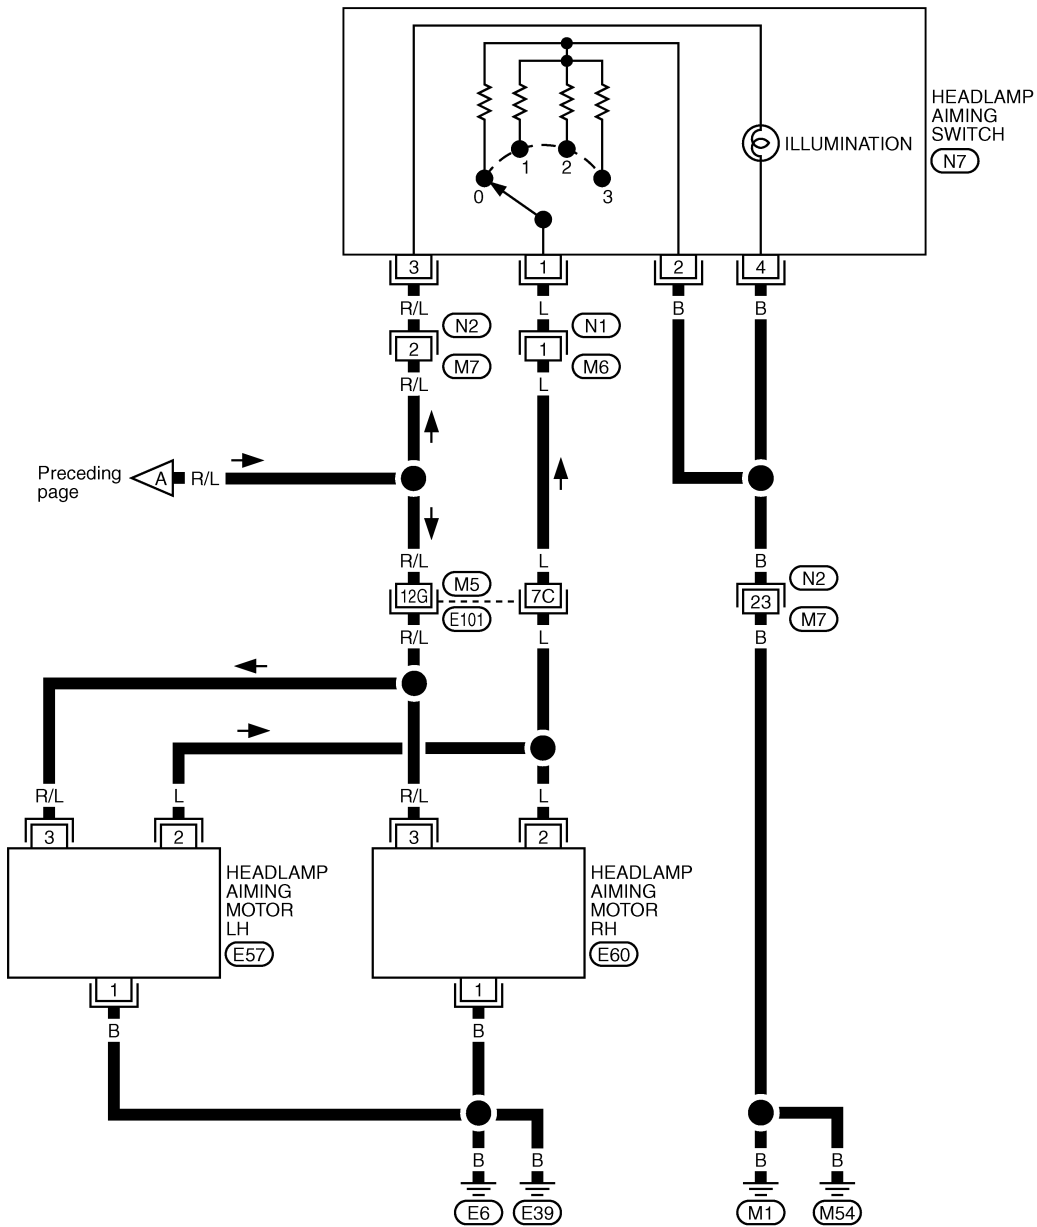 HEADLAMP
AIMING
SWITCH
N7
ILLUMINATION
0
1
2
3
3
1
2
4
R/L
L
B
B
N2
N1
2
1
M7
M6
R/L
L
Preceding
page
A
R/L
R/L
L
B
N2
M5
12G
7C
23
E101
M7
R/L
L
B
R/L
L
R/L
L
3
2
3
2
HEADLAMP
AIMING
MOTOR
LH
E57
HEADLAMP
AIMING
MOTOR
RH
E60
1
1
B
B
B
B
B
B
E6
E39
M1
M54